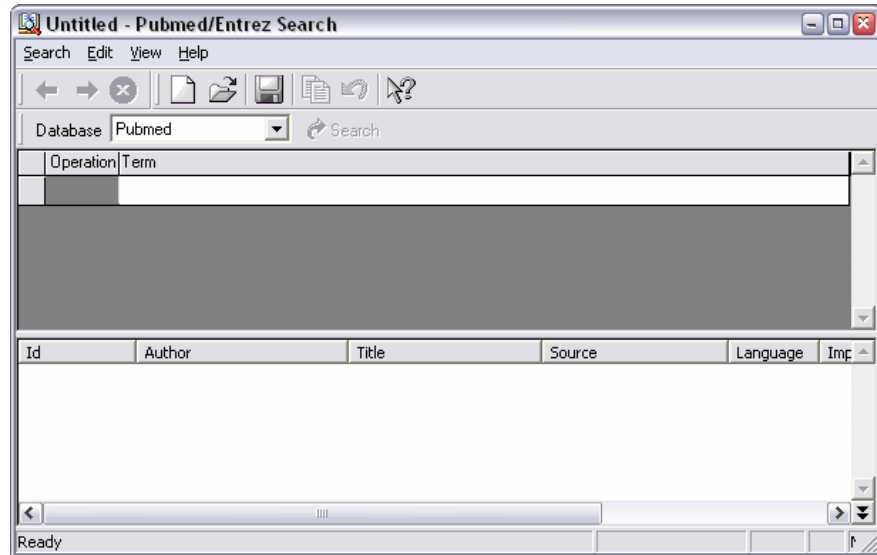 Untitled - Pubmed/Entrez Search
Search Edit View Help
Database Pubmed Search
Operation Term
Id Author Title Source Language
Ready